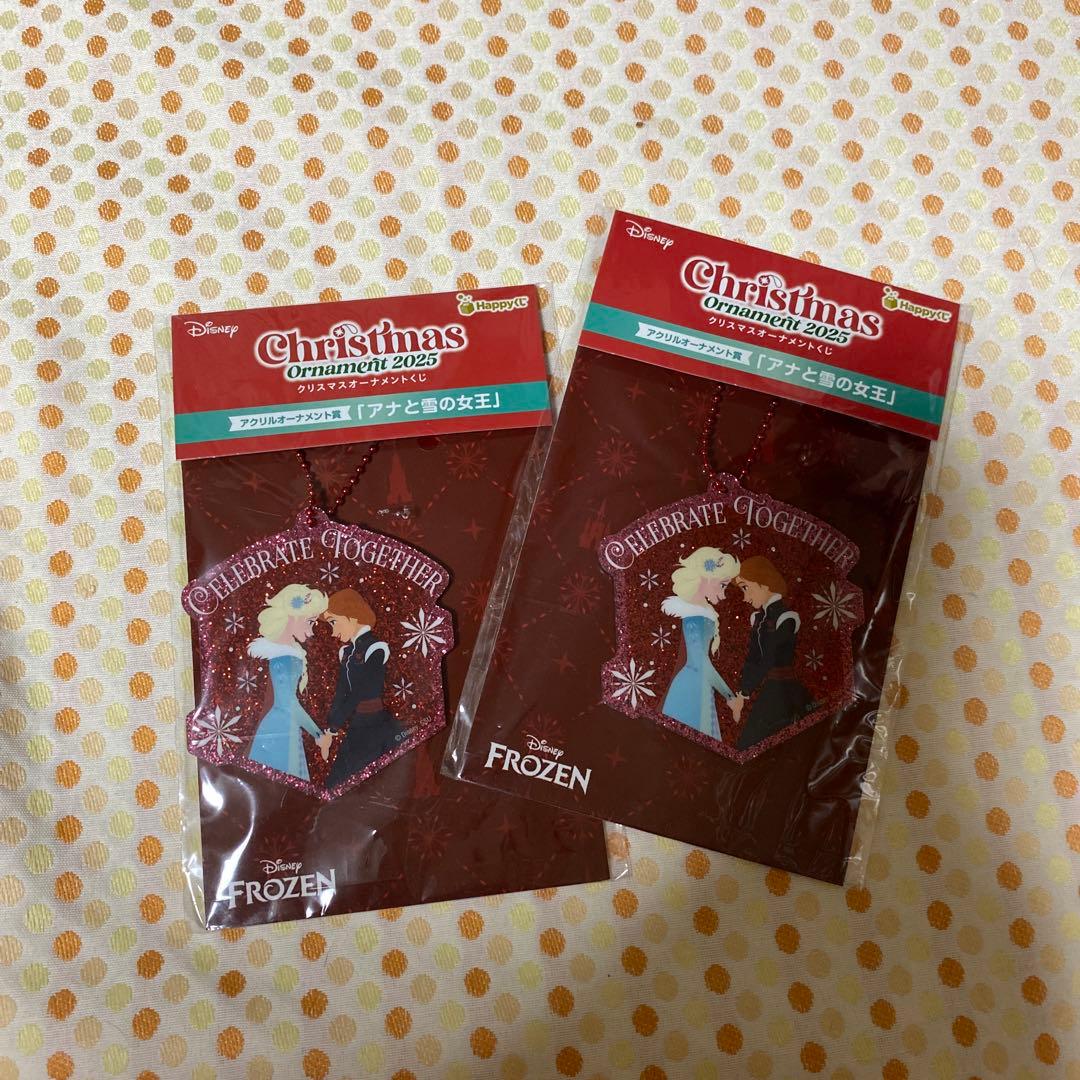 Disney
Christmas
Ornament 2025
クリスマスオーナメントくじ
Happyくじ
アクリルオーナメント賞
「アナと雪の女王」
CELEBRATE TOGETHER
Disney
FROZEN
Disney
Christmas
Ornament 2025
クリスマスオーナメントくじ
Happyくじ
アクリルオーナメント賞
「アナと雪の女王」
CELEBRATE TOGETHER
Disney
FROZEN